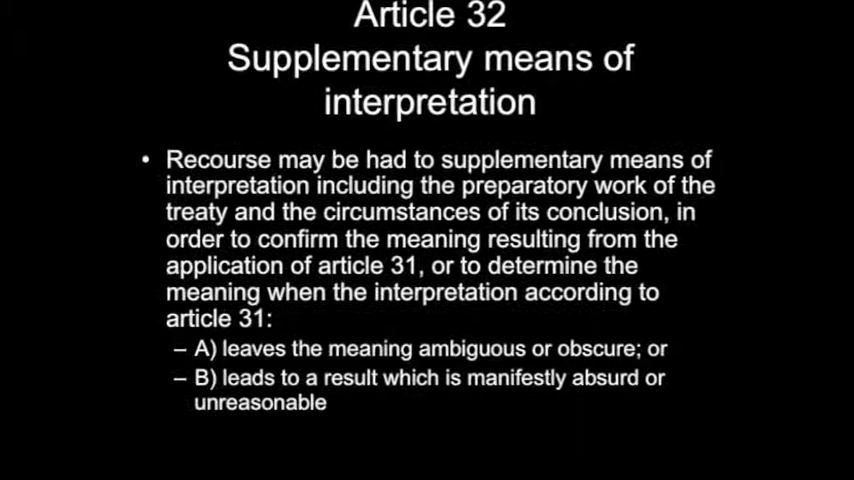 Article 32
Supplementary means of
interpretation
• Recourse may be had to supplementary means of
interpretation including the preparatory work of the
treaty and the circumstances of its conclusion, in
order to confirm the meaning resulting from the
application of article 31, or to determine the
meaning when the interpretation according to
article 31:
– A) leaves the meaning ambiguous or obscure; or
– B) leads to a result which is manifestly absurd or
unreasonable